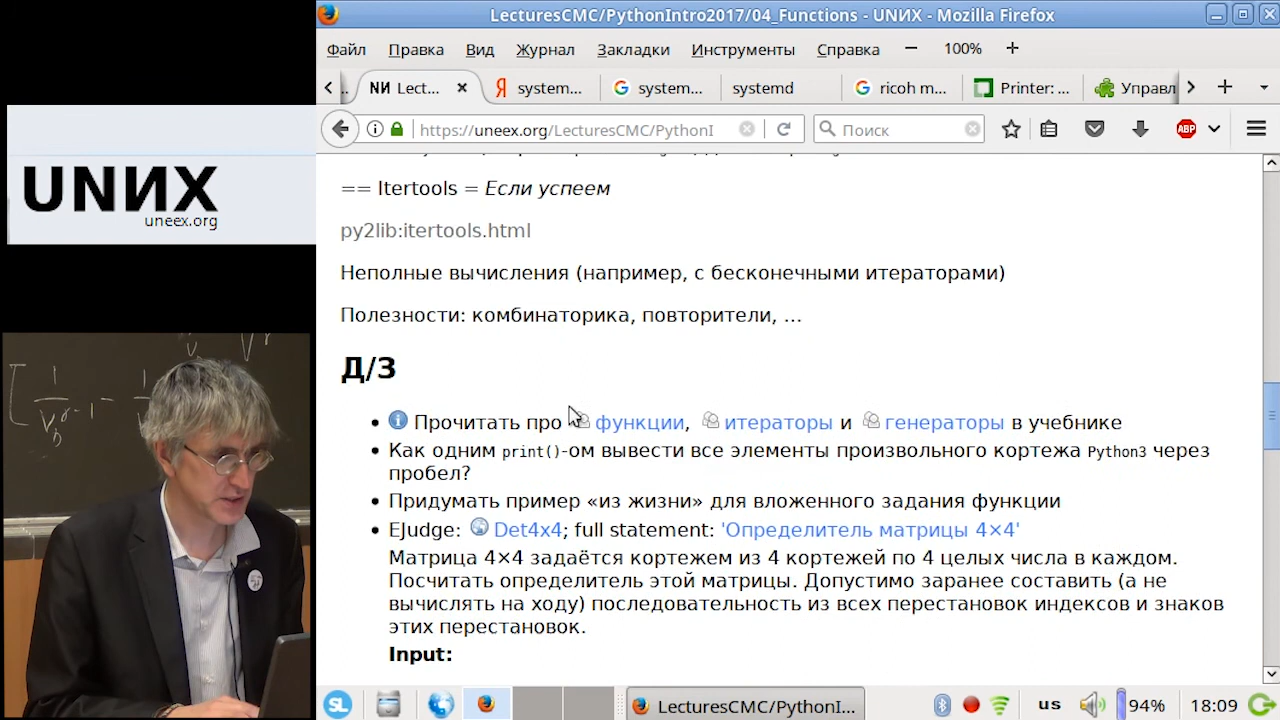 LecturesCMC/PythonIntro2017/04_Functions - UNИX - Mozilla Firefox
Файл Правка Вид Журнал Закладки Инструменты Справка − 100% +
.. NИ Lect... system... system... systemd ricoh m... Printer: ... Управл
https://uneex.org/LecturesCMC/PythonI Поиск ABP
UNИX
uneex.org
== Itertools = Если успеем
py2lib:itertools.html
Неполные вычисления (например, с бесконечными итераторами)
Полезности: комбинаторика, повторители, ...
Д/З
Прочитать про функции, итераторы и генераторы в учебнике
Как одним print()-ом вывести все элементы произвольного кортежа Python3 через
пробел?
Придумать пример «из жизни» для вложенного задания функции
EJudge: Det4x4; full statement: 'Определитель матрицы 4×4'
Матрица 4×4 задаётся кортежем из 4 кортежей по 4 целых числа в каждом.
Посчитать определитель этой матрицы. Допустимо заранее составить (а не
вычислять на ходу) последовательность из всех перестановок индексов и знаков
этих перестановок.
Input:
SL LecturesCMC/PythonI... us 94% 18:09